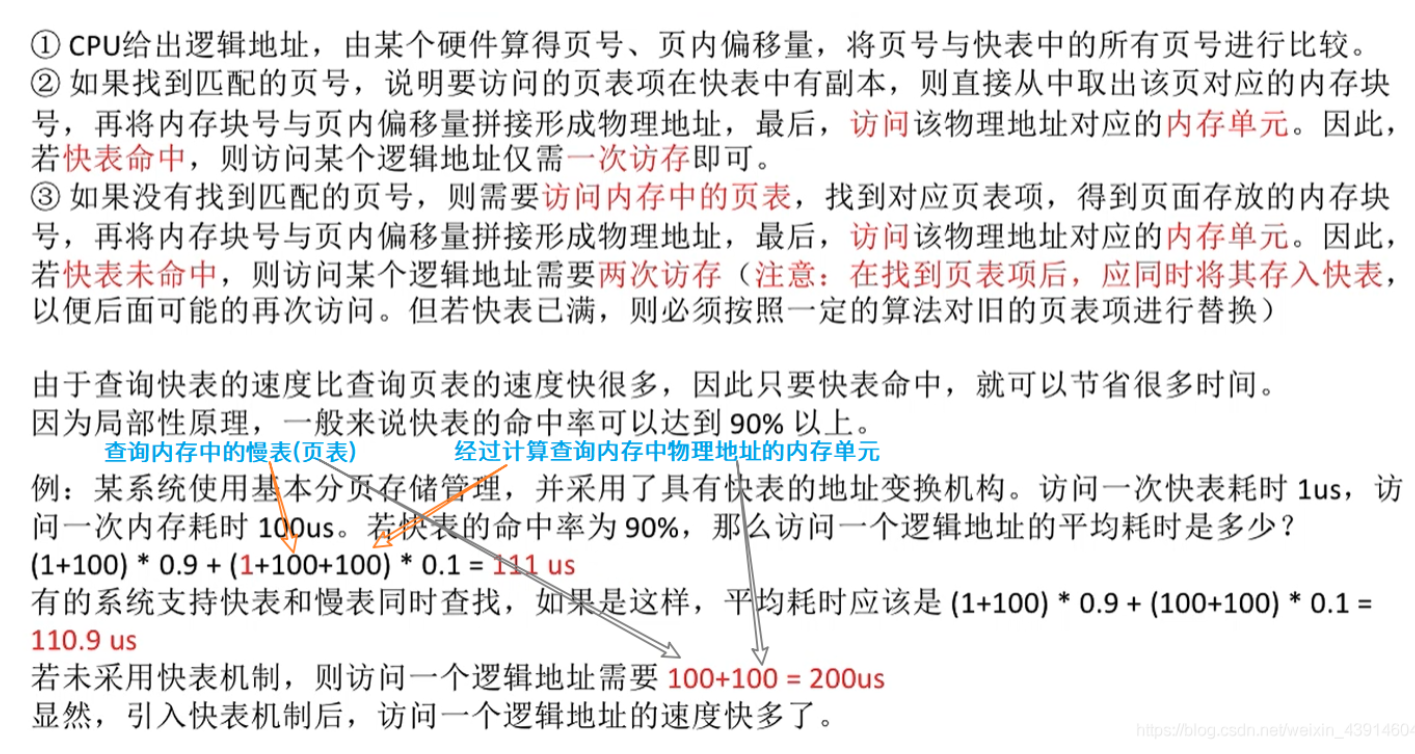 ① CPU给出逻辑地址，由某个硬件算得页号、页内偏移量，将页号与快表中的所有页号进行比较。
② 如果找到匹配的页号，说明要访问的页表项在快表中有副本，则直接从中取出该页对应的内存块
号，再将内存块号与页内偏移量拼接形成物理地址，最后，访问该物理地址对应的内存单元。因此，
若快表命中，则访问某个逻辑地址仅需一次访存即可。
③ 如果没有找到匹配的页号，则需要访问内存中的页表，找到对应页表项，得到页面存放的内存块
号，再将内存块号与页内偏移量拼接形成物理地址，最后，访问该物理地址对应的内存单元。因此，
若快表未命中，则访问某个逻辑地址需要两次访存（注意：在找到页表项后，应同时将其存入快表，
以便后面可能的再次访问。但若快表已满，则必须按照一定的算法对旧的页表项进行替换）
由于查询快表的速度比查询页表的速度快很多，因此只要快表命中，就可以节省很多时间。
因为局部性原理，一般来说快表的命中率可以达到 90% 以上。
查询内存中的慢表(页表) 经过计算查询内存中物理地址的内存单元
例：某系统使用基本分页存储管理，并采用了具有快表的地址变换机构。访问一次快表耗时 1us，访
问一次内存耗时 100us。若快表的命中率为 90%，那么访问一个逻辑地址的平均耗时是多少？
(1+100) * 0.9 + (1+100+100) * 0.1 = 111 us
有的系统支持快表和慢表同时查找，如果是这样，平均耗时应该是 (1+100) * 0.9 + (100+100) * 0.1 =
110.9 us
若未采用快表机制，则访问一个逻辑地址需要 100+100 = 200us
显然，引入快表机制后，访问一个逻辑地址的速度快多了。
https://blog.csdn.net/weixin_43914604